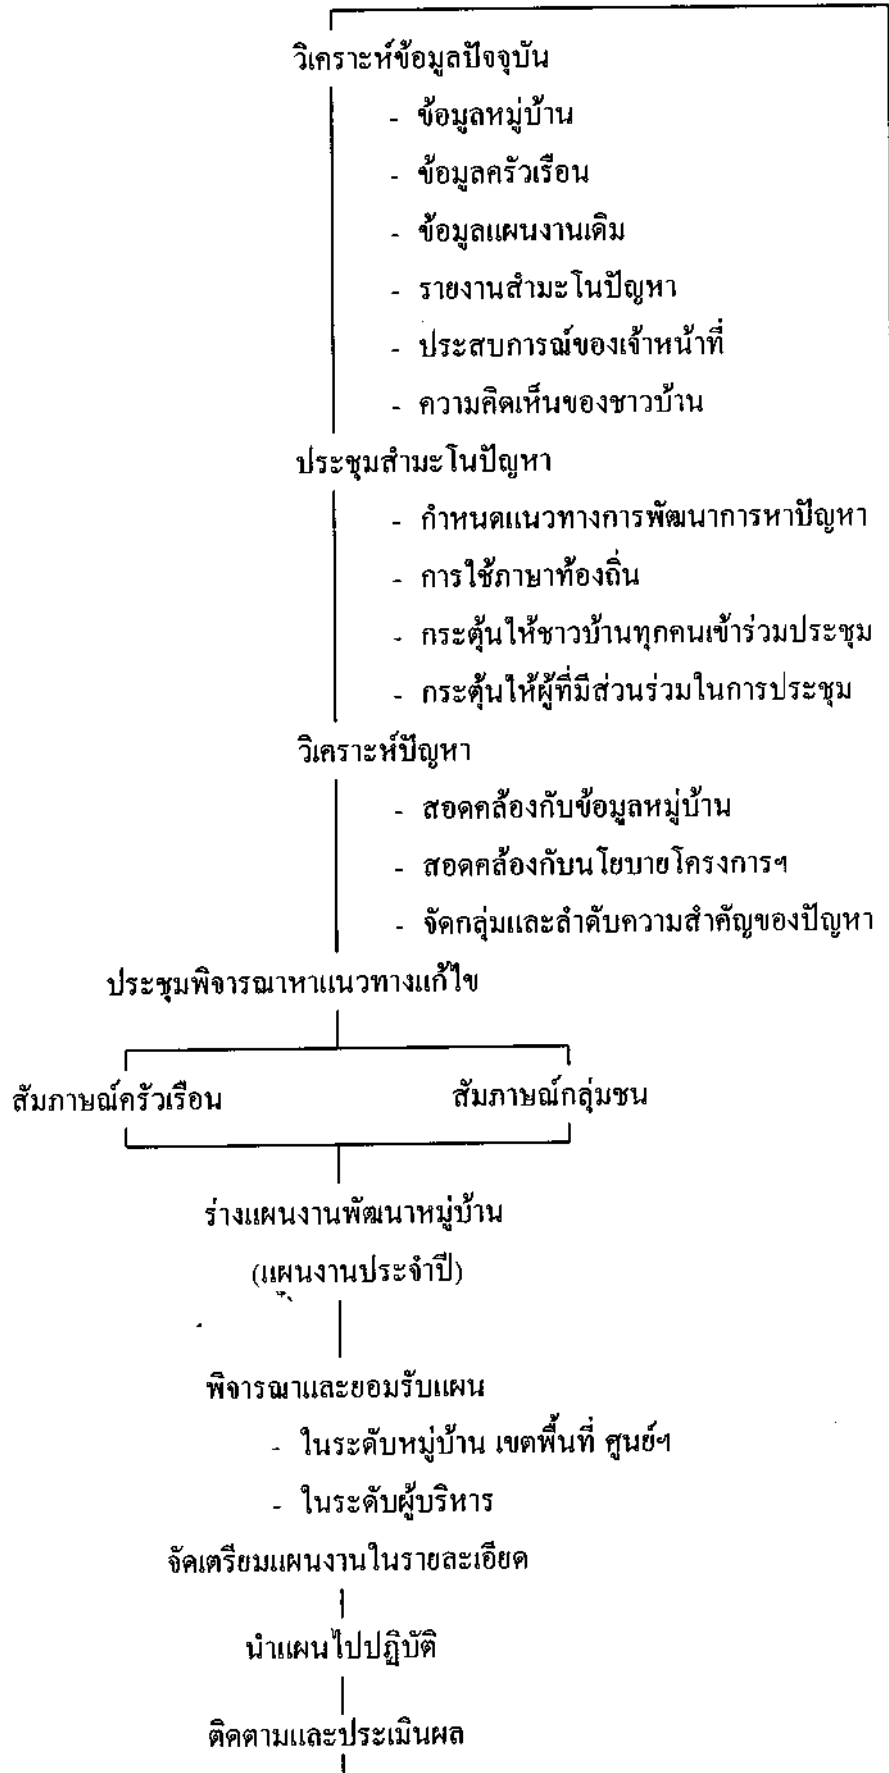 วิเคราะห์ข้อมูลปัจจุบัน
- ข้อมูลหมู่บ้าน
- ข้อมูลครัวเรือน
- ข้อมูลแผนงานเดิม
- รายงานสำมะโนปัญหา
- ประสบการณ์ของเจ้าหน้าที่
- ความคิดเห็นของชาวบ้าน
ประชุมสำมะโนปัญหา
- กำหนดแนวทางการพัฒนาการหาปัญหา
- การใช้ภาษาท้องถิ่น
- กระตุ้นให้ชาวบ้านทุกคนเข้าร่วมประชุม
- กระตุ้นให้ผู้ที่มีส่วนร่วมในการประชุม
วิเคราะห์ปัญหา
- สอดคล้องกับข้อมูลหมู่บ้าน
- สอดคล้องกับนโยบายโครงการฯ
- จัดกลุ่มและลำดับความสำคัญของปัญหา
ประชุมพิจารณาหาแนวทางแก้ไข
สัมภาษณ์ครัวเรือน สัมภาษณ์กลุ่มชน
ร่างแผนงานพัฒนาหมู่บ้าน
(แผนงานประจำปี)
พิจารณาและยอมรับแผน
- ในระดับหมู่บ้าน เขตพื้นที่ ศูนย์ฯ
- ในระดับผู้บริหาร
จัดเตรียมแผนงานในรายละเอียด
นำแผนไปปฏิบัติ
ติดตามและประเมินผล